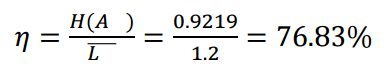 η = H(A ) / L̅ = 0.9219 / 1.2 = 76.83%